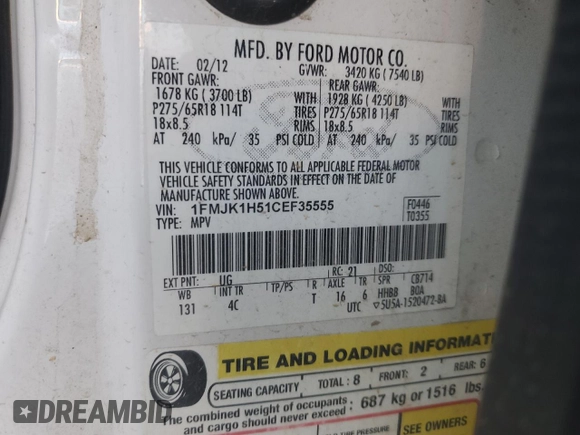 MFD. BY FORD MOTOR CO.
DATE: 02/12 GVWR: 3420 KG (7540 LB)
FRONT GAWR: REAR GAWR:
1678 KG (3700 LB) WITH 1928 KG (4250 LB) WITH
P275/65R18 114T TIRES P275/65R18 114T TIRES
18x8.5 RIMS 18x8.5 RIMS
AT 240 kPa/ 35 PSI COLD AT 240 kPa/ 35 PSI COLD
THIS VEHICLE CONFORMS TO ALL APPLICABLE FEDERAL MOTOR
VEHICLE SAFETY STANDARDS IN EFFECT ON THE DATE OF
MANUFACTURE SHOWN ABOVE.
VIN: 1FMJK1H51CEF35555 F0446
TYPE: MPV T0355
EXT PNT: UG RC: 21 DSO:
WB INT TR TP/PS R AXLE TR SPR CB714
131 4C T 16 6 HHBB BOA
UTC 5U5A-1520472-BA
Ford
TIRE AND LOADING INFORMATI
SEATING CAPACITY TOTAL: 8 FRONT: 2 REAR: 6
The combined weight of occupants
and cargo should never exceed: 687 kg or 1516 lbs.
SEE OWNERS
DREAMBID